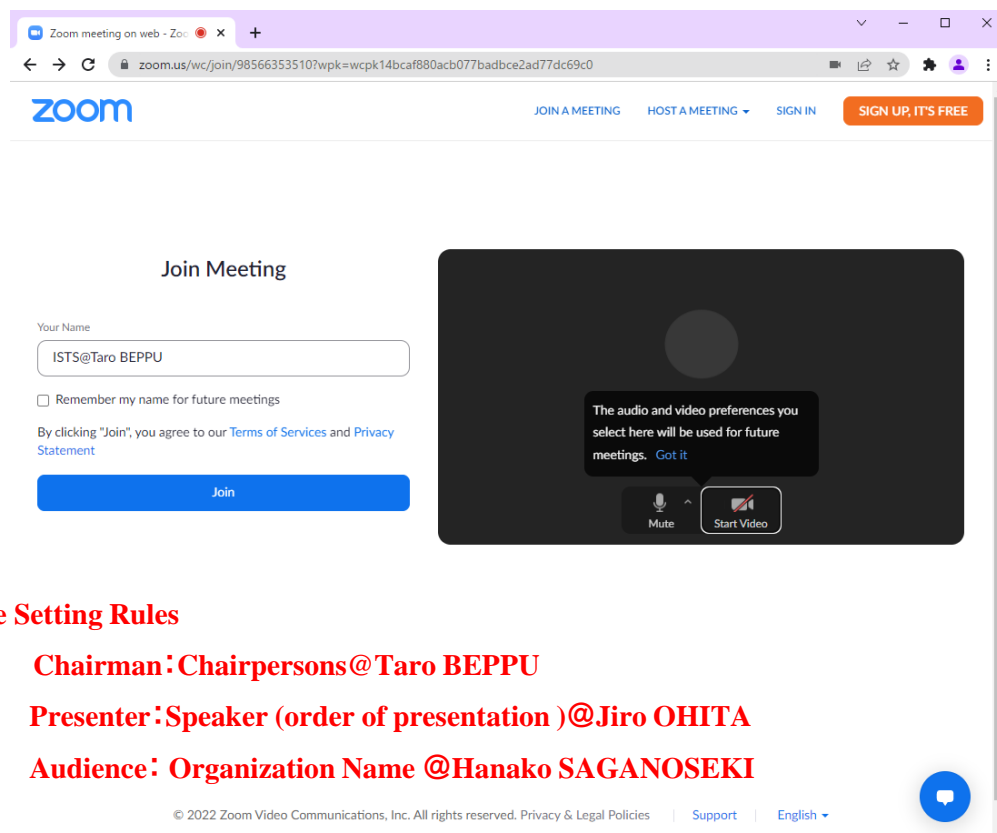 Zoom meeting on web - Zoo
zoom.us/wc/join/98566353510?wpk=wcpk14bcaf880acb077badbce2ad77dc69c0
zoom
JOIN A MEETING HOST A MEETING SIGN IN SIGN UP, IT'S FREE
Join Meeting
Your Name
ISTS@Taro BEPPU
Remember my name for future meetings
By clicking "Join", you agree to our Terms of Services and Privacy
Statement
Join
The audio and video preferences you
select here will be used for future
meetings. Got it
Mute Start Video
e Setting Rules
Chairman：Chairpersons@Taro BEPPU
Presenter：Speaker (order of presentation )@Jiro OHITA
Audience： Organization Name @Hanako SAGANOSEKI
© 2022 Zoom Video Communications, Inc. All rights reserved. Privacy & Legal Policies | Support | English